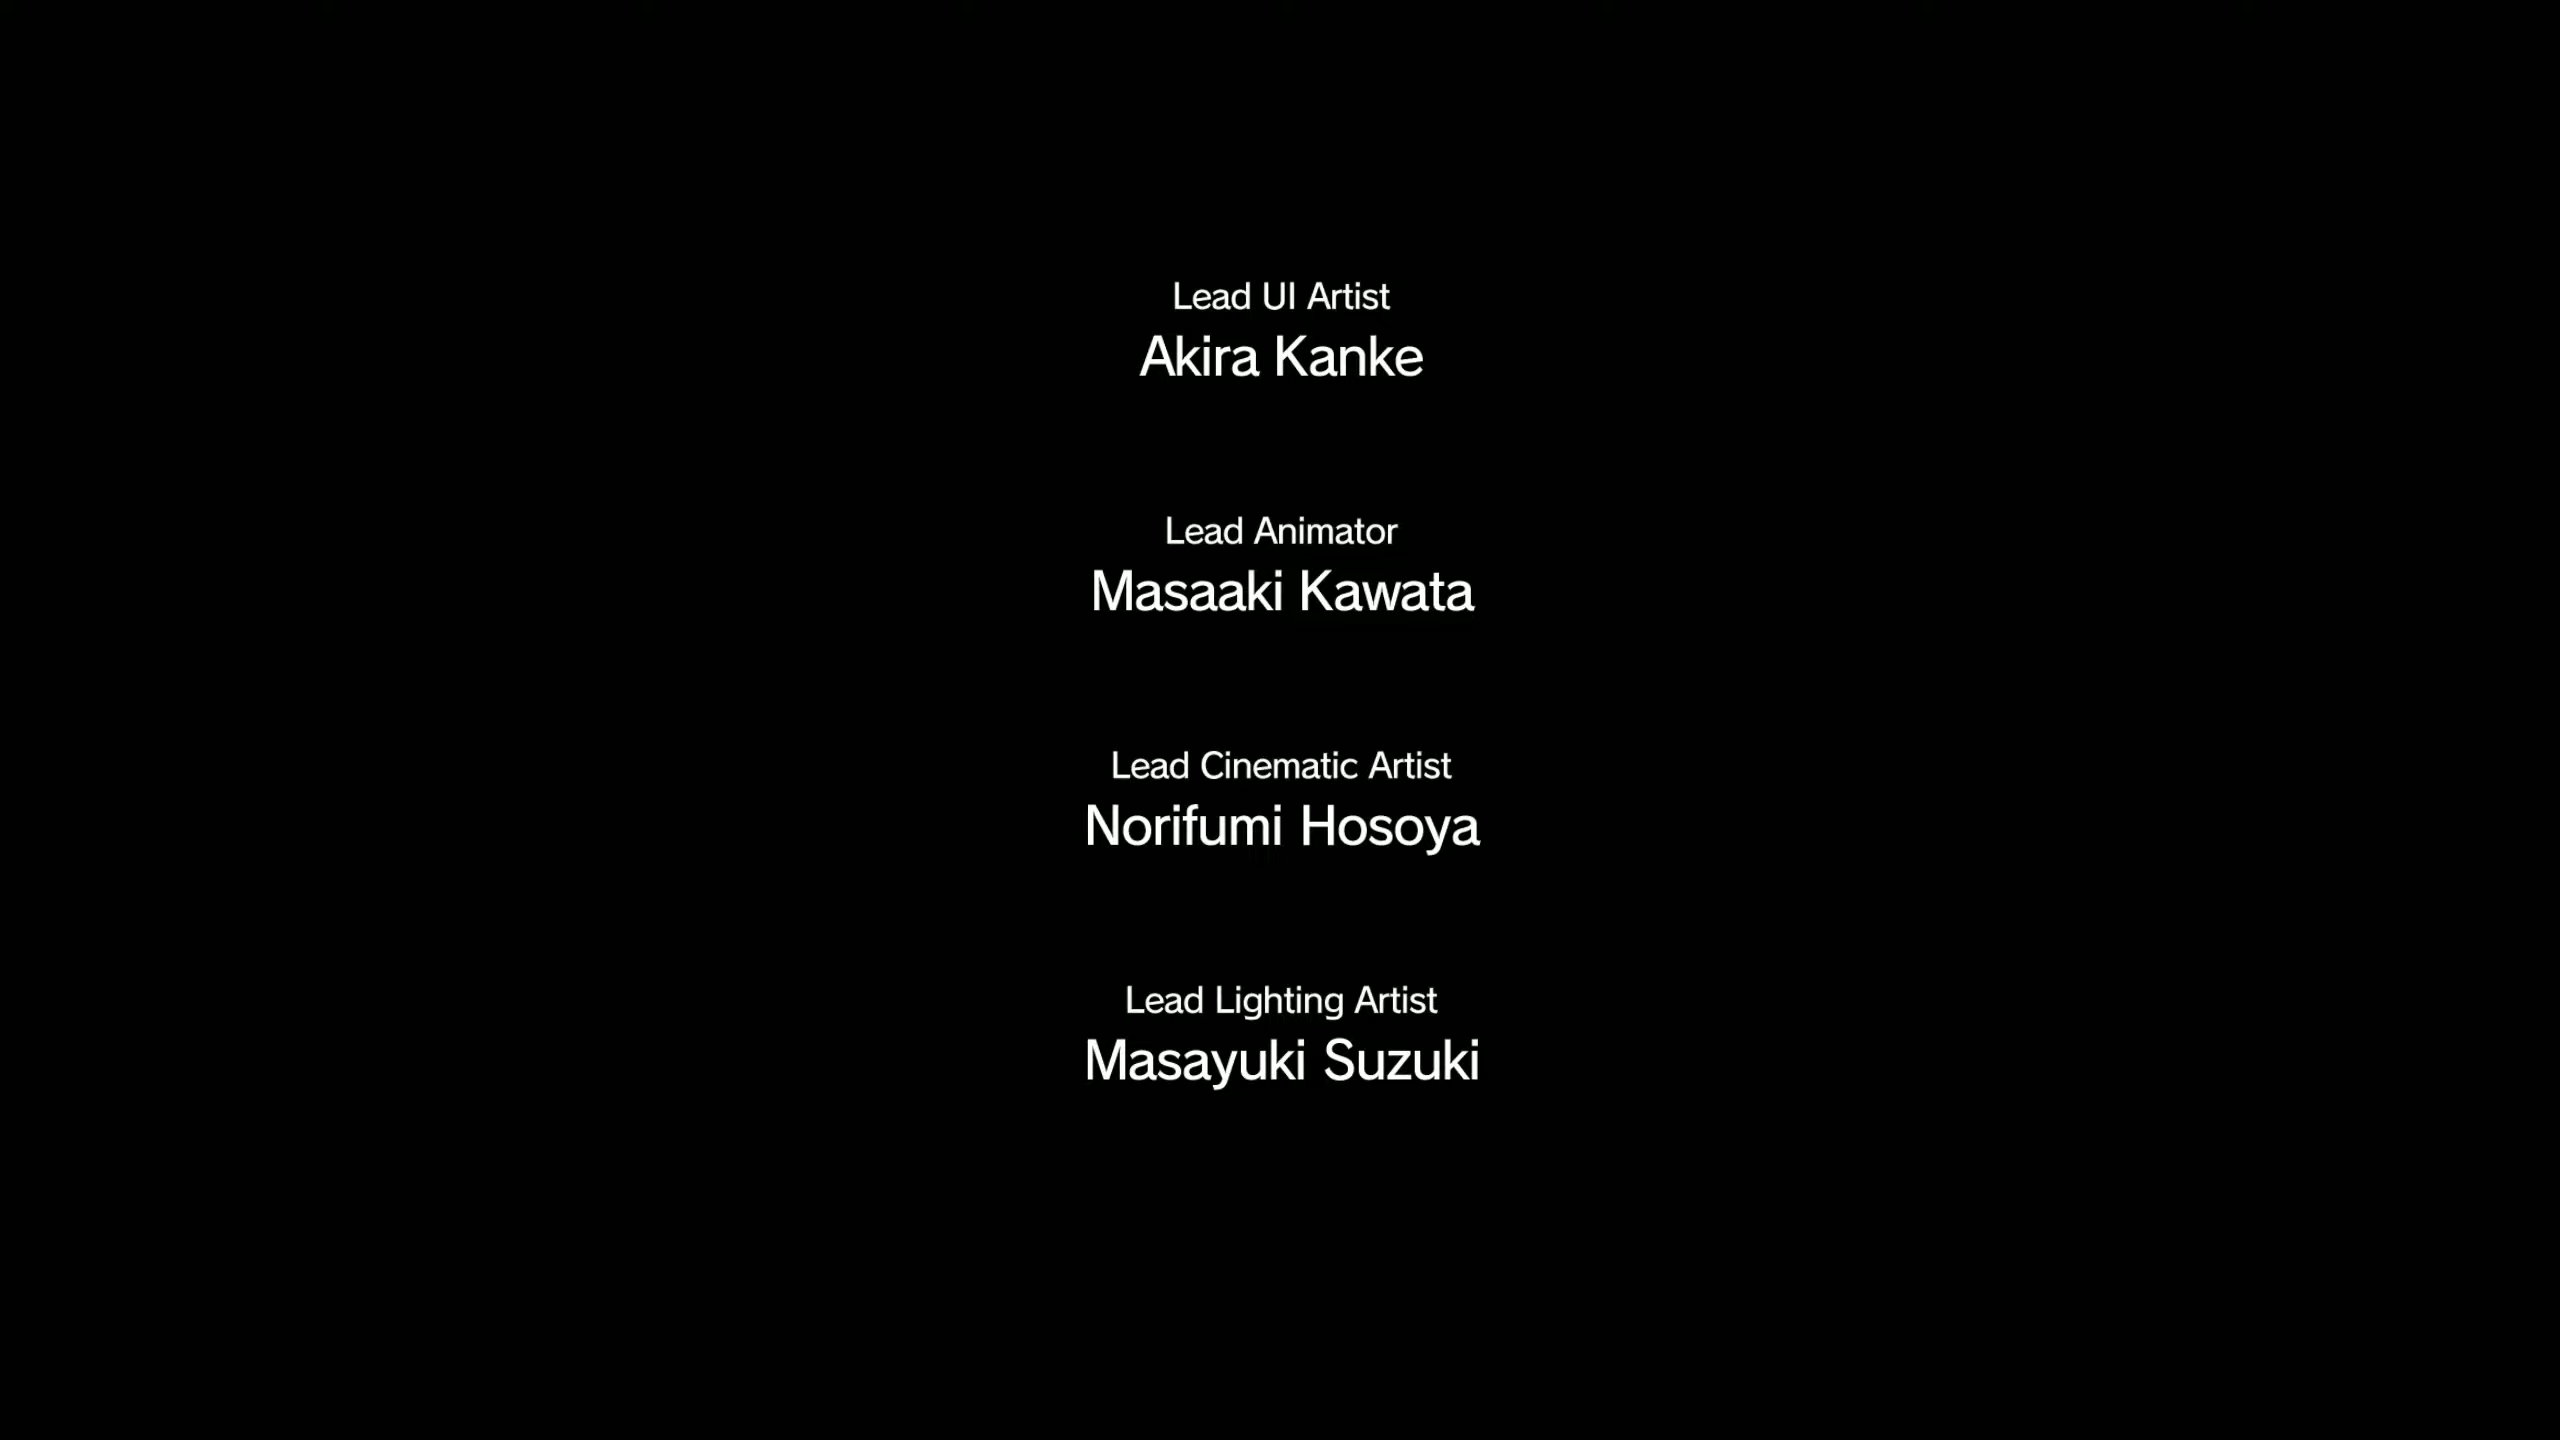 Lead UI Artist
Akira Kanke
Lead Animator
Masaaki Kawata
Lead Cinematic Artist
Norifumi Hosoya
Lead Lighting Artist
Masayuki Suzuki